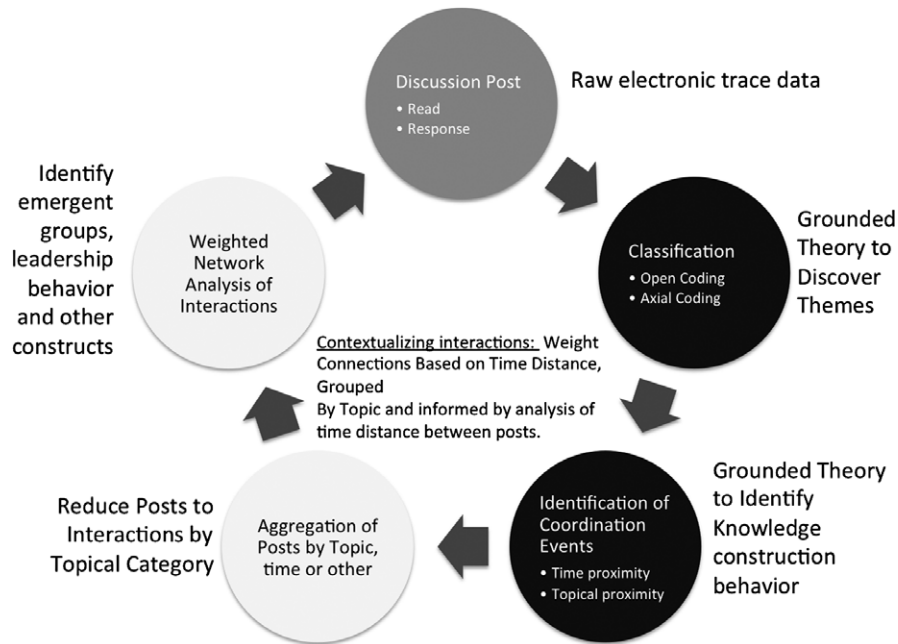 Discussion Post
• Read
• Response
Raw electronic trace data
Classification
• Open Coding
• Axial Coding
Grounded
Theory to
Discover
Themes
Identification of
Coordination
Events
• Time proximity
• Topical proximity
Grounded Theory
to Identify
Knowledge
construction
behavior
Aggregation of
Posts by Topic,
time or other
Reduce Posts to
Interactions by
Topical Category
Weighted
Network
Analysis of
Interactions
Identify
emergent
groups,
leadership
behavior
and other
constructs
Contextualizing interactions: Weight
Connections Based on Time Distance,
Grouped
By Topic and informed by analysis of
time distance between posts.